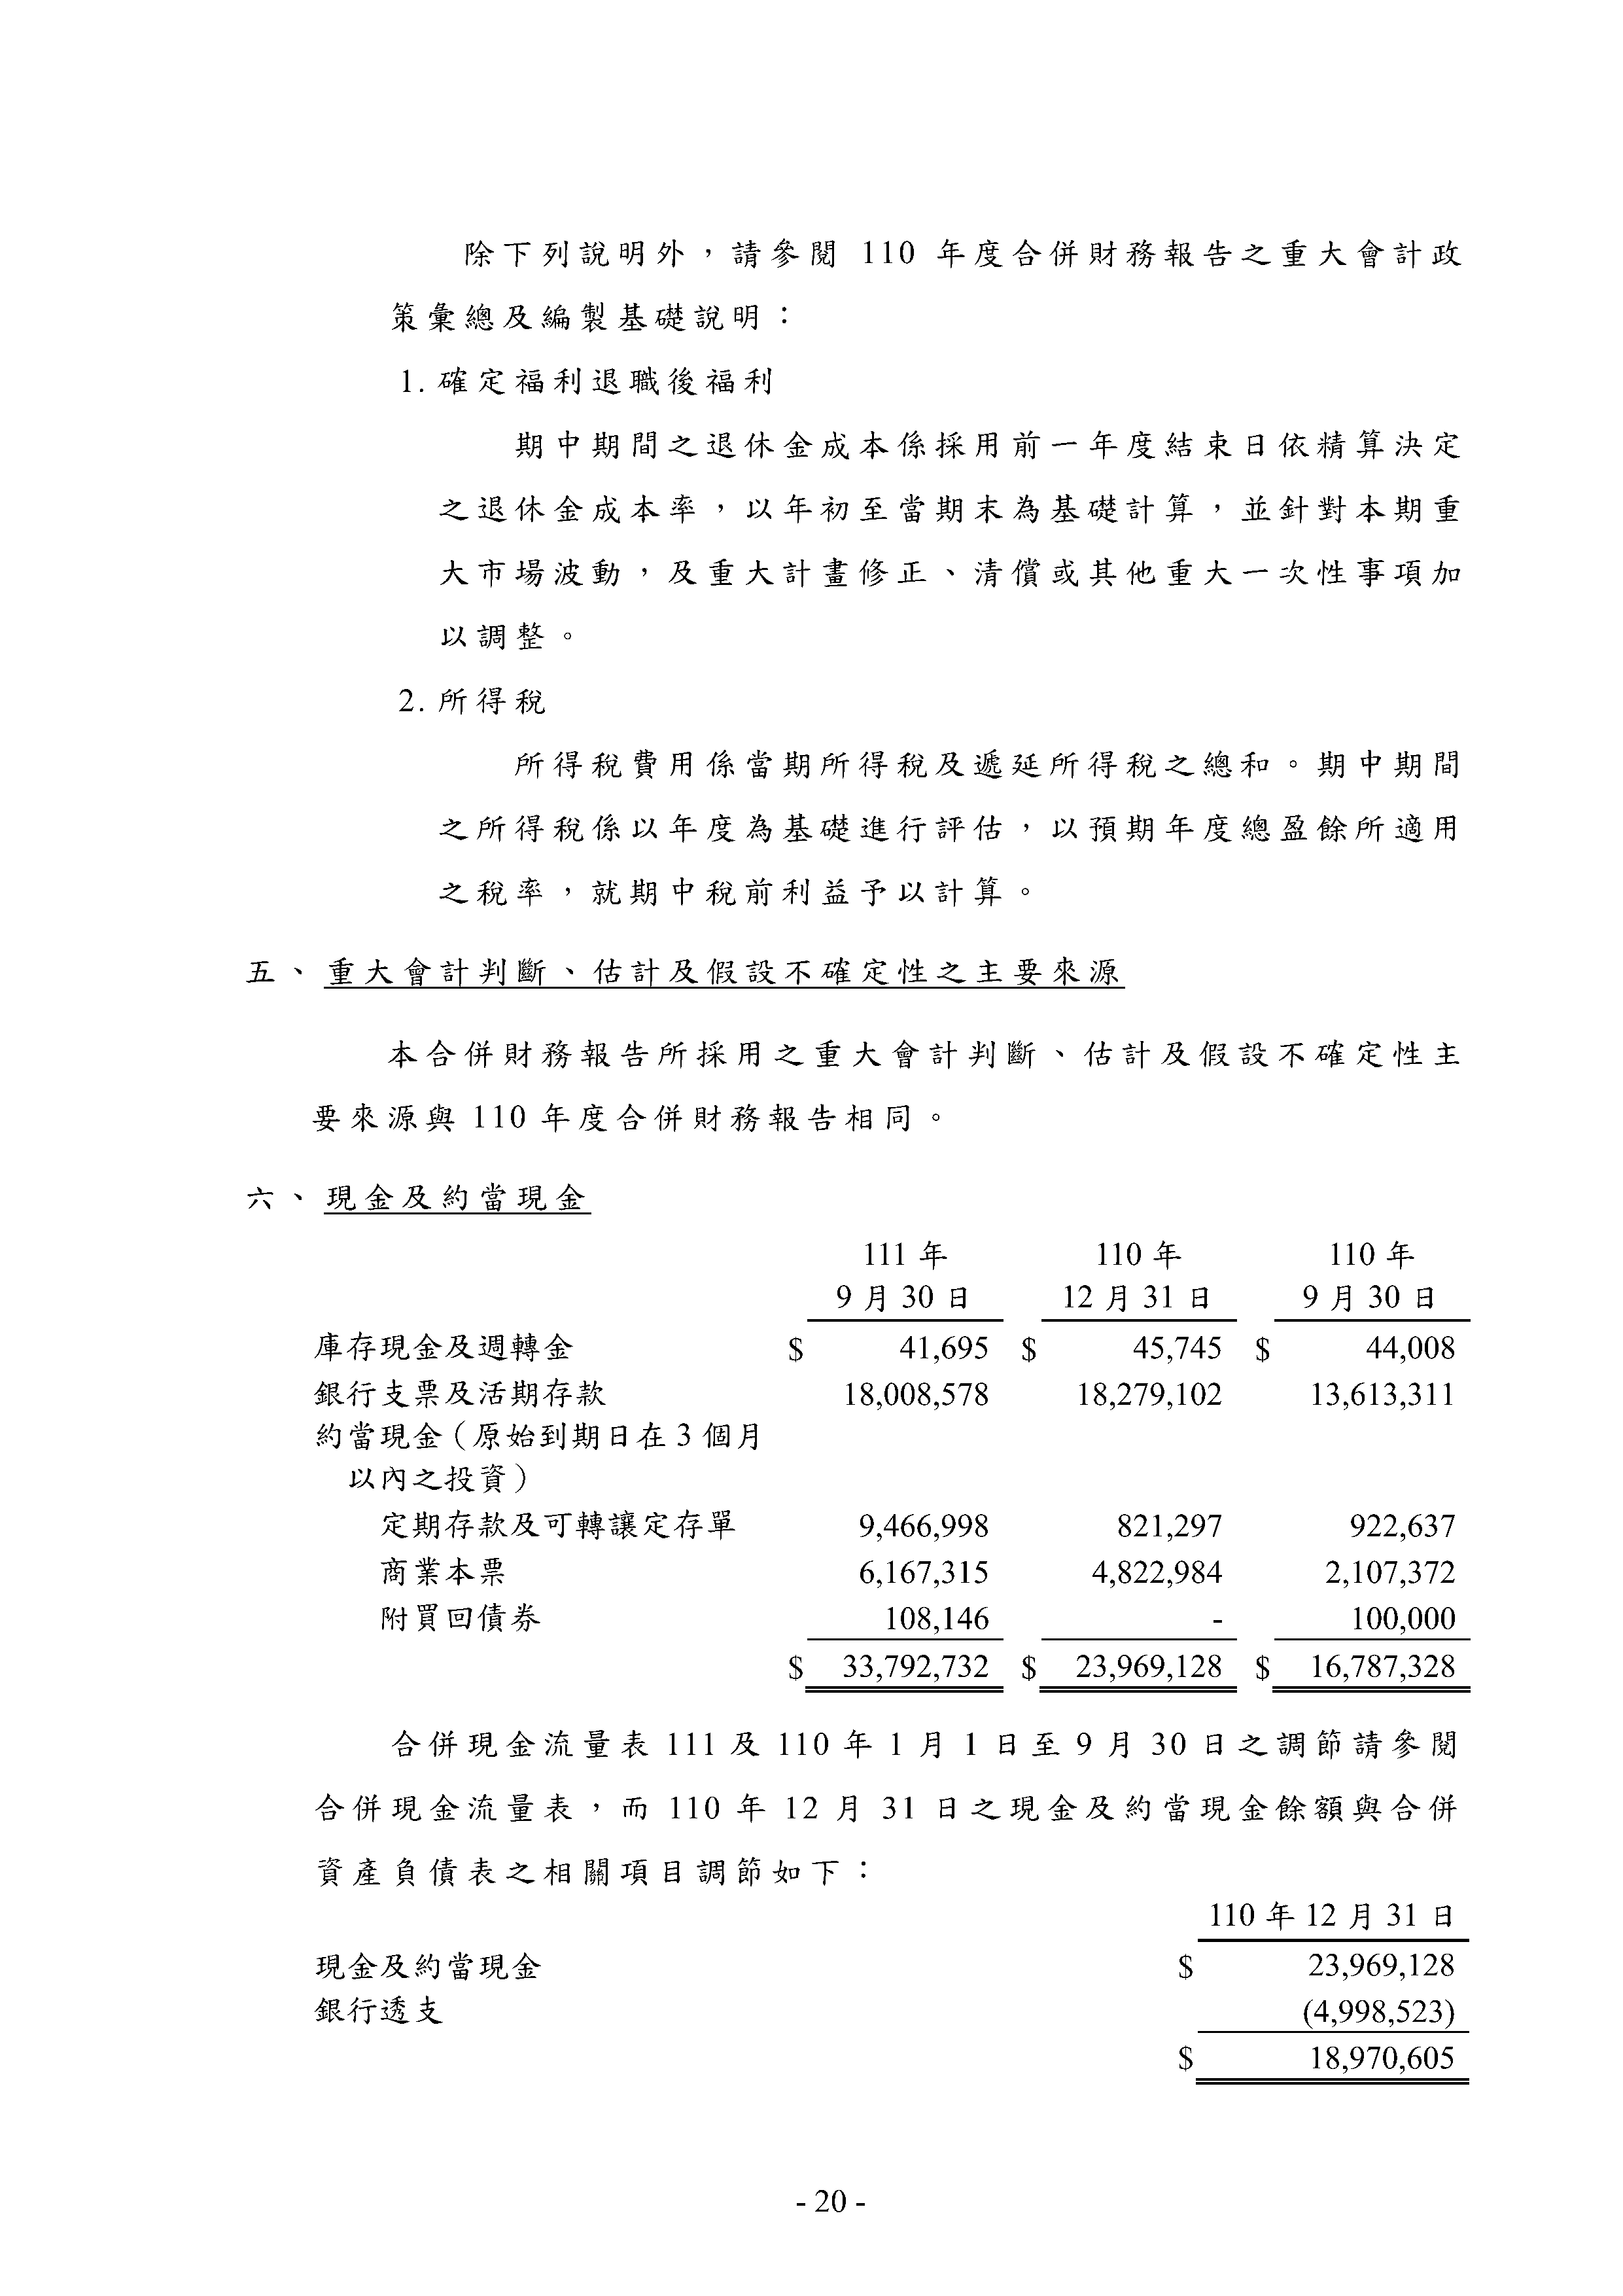 除下列說明外，請參閱 110 年度合併財務報告之重大會計政
策彙總及編製基礎說明：
1. 確定福利退職後福利
期中期間之退休金成本係採用前一年度結束日依精算決定
之退休金成本率，以年初至當期末為基礎計算，並針對本期重
大市場波動，及重大計畫修正、清償或其他重大一次性事項加
以調整。
2. 所得稅
所得稅費用係當期所得稅及遞延所得稅之總和。期中期間
之所得稅係以年度為基礎進行評估，以預期年度總盈餘所適用
之稅率，就期中稅前利益予以計算。
五、重大會計判斷、估計及假設不確定性之主要來源
本合併財務報告所採用之重大會計判斷、估計及假設不確定性主
要來源與 110 年度合併財務報告相同。
六、現金及約當現金
111 年 110 年 110 年
9 月 30 日 12 月 31 日 9 月 30 日
庫存現金及週轉金 $ 41,695 $ 45,745 $ 44,008
銀行支票及活期存款 18,008,578 18,279,102 13,613,311
約當現金（原始到期日在 3 個月
以內之投資）
定期存款及可轉讓定存單 9,466,998 821,297 922,637
商業本票 6,167,315 4,822,984 2,107,372
附買回債券 108,146 - 100,000
$ 33,792,732 $ 23,969,128 $ 16,787,328
合併現金流量表 111 及 110 年 1 月 1 日至 9 月 30 日之調節請參閱
合併現金流量表，而 110 年 12 月 31 日之現金及約當現金餘額與合併
資產負債表之相關項目調節如下：
110 年 12 月 31 日
現金及約當現金 $ 23,969,128
銀行透支 (4,998,523)
$ 18,970,605
- 20 -